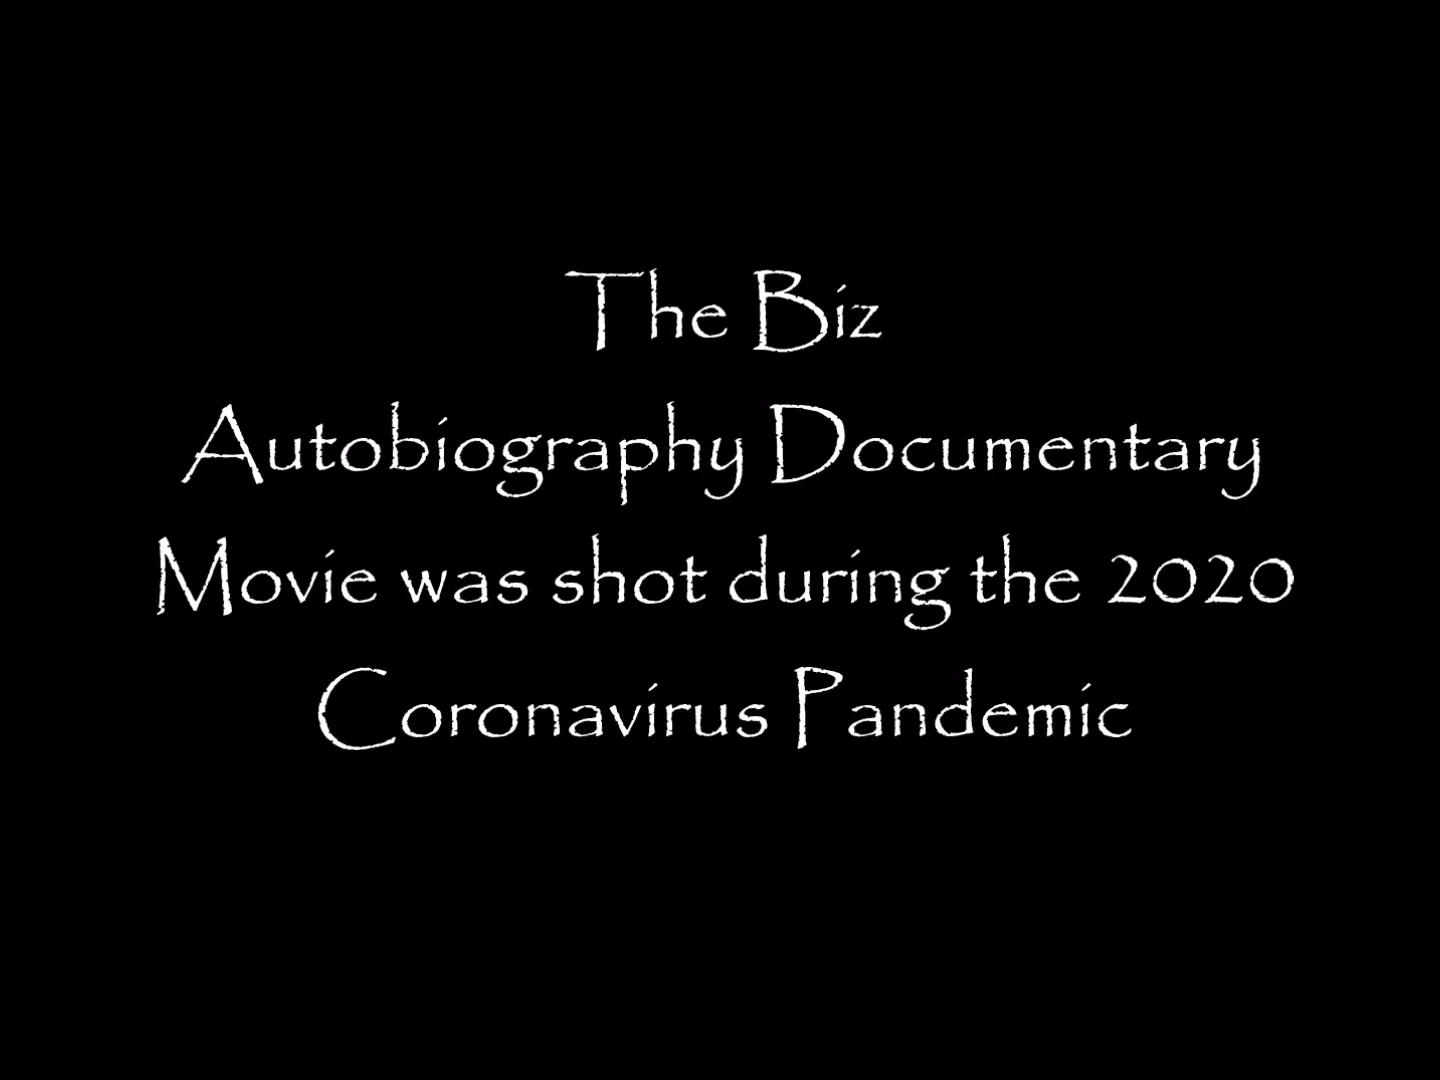 The Biz
Autobiography Documentary
Movie was shot during the 2020
Coronavirus Pandemic